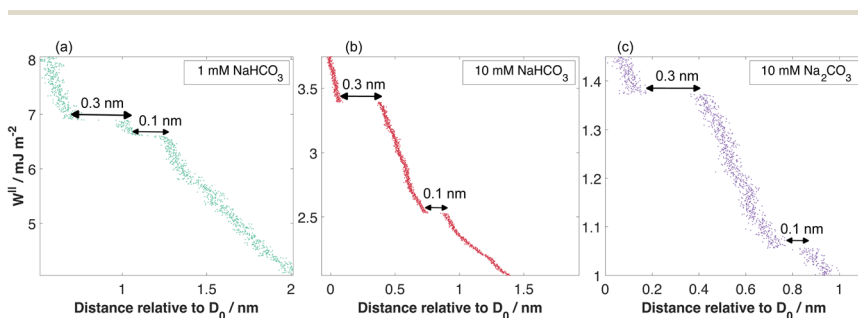 (a)
1 mM NaHCO3
0.3 nm
0.1 nm
8
7
6
5
W|| / mJ m-2
1
1.5
2
Distance relative to D0 / nm
(b)
10 mM NaHCO3
0.3 nm
0.1 nm
3.5
3
2.5
0
0.5
1
1.5
Distance relative to D0 / nm
(c)
10 mM Na2CO3
0.3 nm
0.1 nm
1.4
1.3
1.2
1.1
1
0
0.2
0.4
0.6
0.8
1
Distance relative to D0 / nm